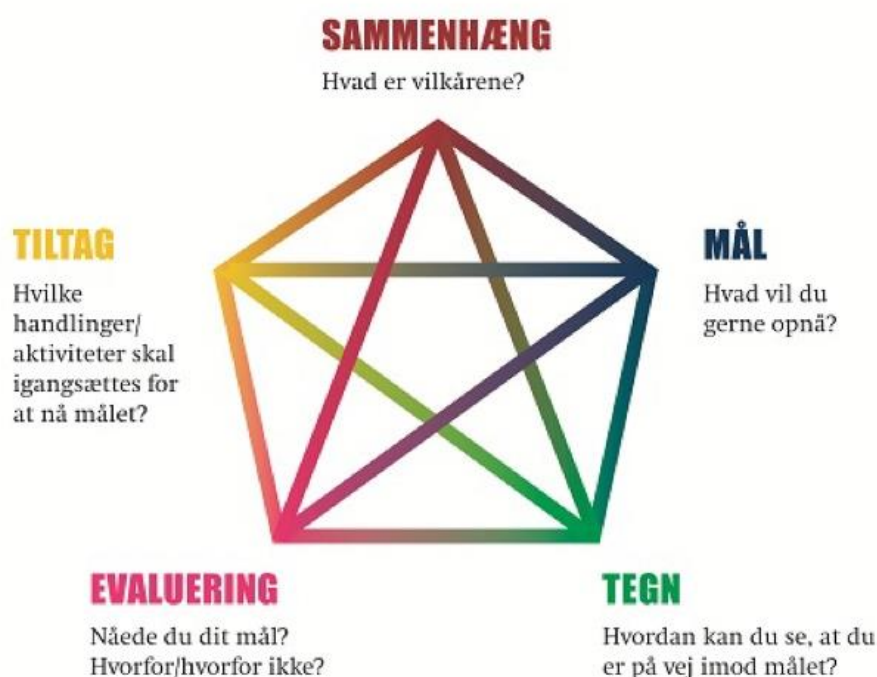 SAMMENHÆNG
Hvad er vilkårene?
TILTAG
Hvilke
handlinger/
aktiviteter skal
igangsættes for
at nå målet?
MÅL
Hvad vil du
gerne opnå?
EVALUERING
Nåede du dit mål?
Hvorfor/hvorfor ikke?
TEGN
Hvordan kan du se, at du
er på vej imod målet?